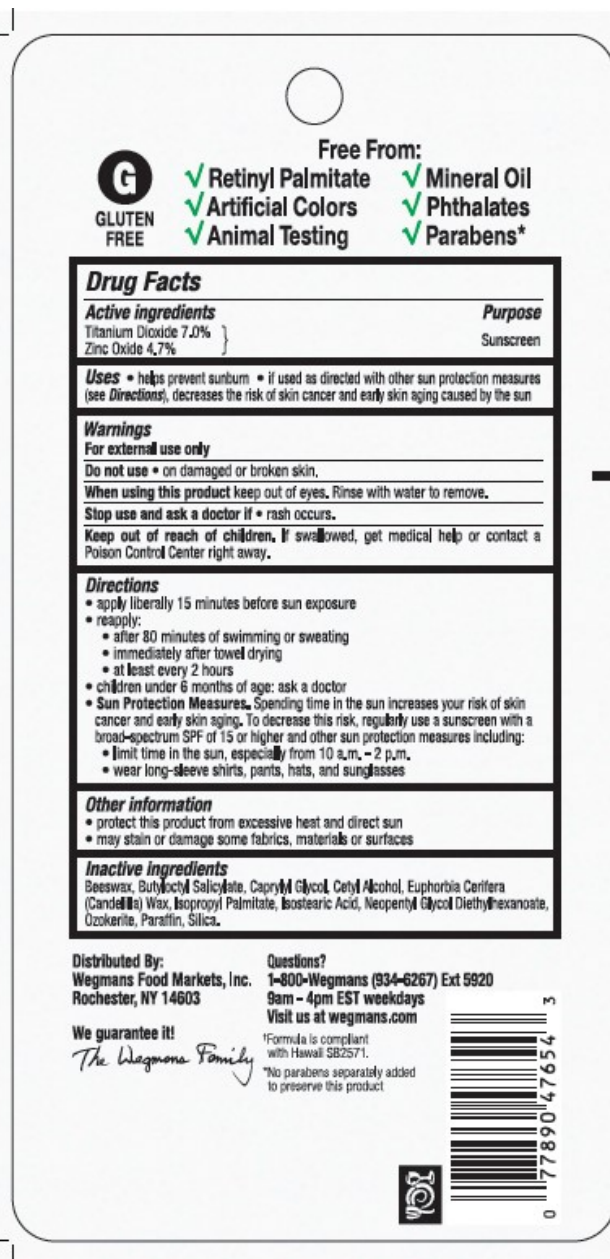 Free From:
G
GLUTEN
FREE
√ Retinyl Palmitate √ Mineral Oil
√ Artificial Colors √ Phthalates
√ Animal Testing √ Parabens*
Drug Facts
Active ingredients Purpose
Titanium Dioxide 7.0%
Zinc Oxide 4.7% } Sunscreen
Uses • helps prevent sunburn • if used as directed with other sun protection measures
(see Directions), decreases the risk of skin cancer and early skin aging caused by the sun
Warnings
For external use only
Do not use • on damaged or broken skin.
When using this product keep out of eyes. Rinse with water to remove.
Stop use and ask a doctor if • rash occurs.
Keep out of reach of children. If swallowed, get medical help or contact a
Poison Control Center right away.
Directions
• apply liberally 15 minutes before sun exposure
• reapply:
• after 80 minutes of swimming or sweating
• immediately after towel drying
• at least every 2 hours
• children under 6 months of age: ask a doctor
• Sun Protection Measures. Spending time in the sun increases your risk of skin
cancer and early skin aging. To decrease this risk, regularly use a sunscreen with a
broad-spectrum SPF of 15 or higher and other sun protection measures including:
• limit time in the sun, especially from 10 a.m. – 2 p.m.
• wear long-sleeve shirts, pants, hats, and sunglasses
Other information
• protect this product from excessive heat and direct sun
• may stain or damage some fabrics, materials or surfaces
Inactive ingredients
Beeswax, Butyloctyl Salicylate, Caprylyl Glycol, Cetyl Alcohol, Euphorbia Cerifera
(Candelilla) Wax, Isopropyl Palmitate, Isostearic Acid, Neopentyl Glycol Diethylhexanoate,
Ozokerite, Paraffin, Silica.
Distributed By:
Wegmans Food Markets, Inc.
Rochester, NY 14603
We guarantee it!
The Wegmans Family
Questions?
1-800-Wegmans (934-6267) Ext 5920
9am – 4pm EST weekdays
Visit us at wegmans.com
†Formula is compliant
with Hawaii SB2571.
*No parabens separately added
to preserve this product
0 77890 47654 3